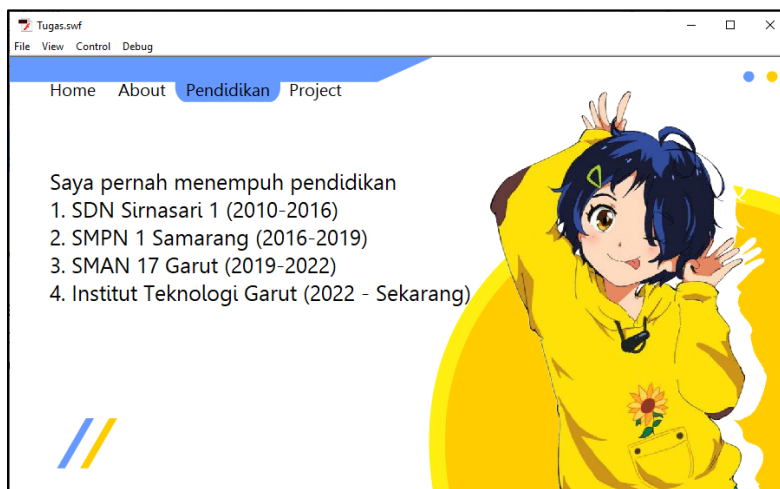 Tugas.swf
File View Control Debug
Home About Pendidikan Project
Saya pernah menempuh pendidikan
1. SDN Sirnasari 1 (2010-2016)
2. SMPN 1 Samarang (2016-2019)
3. SMAN 17 Garut (2019-2022)
4. Institut Teknologi Garut (2022 - Sekarang)